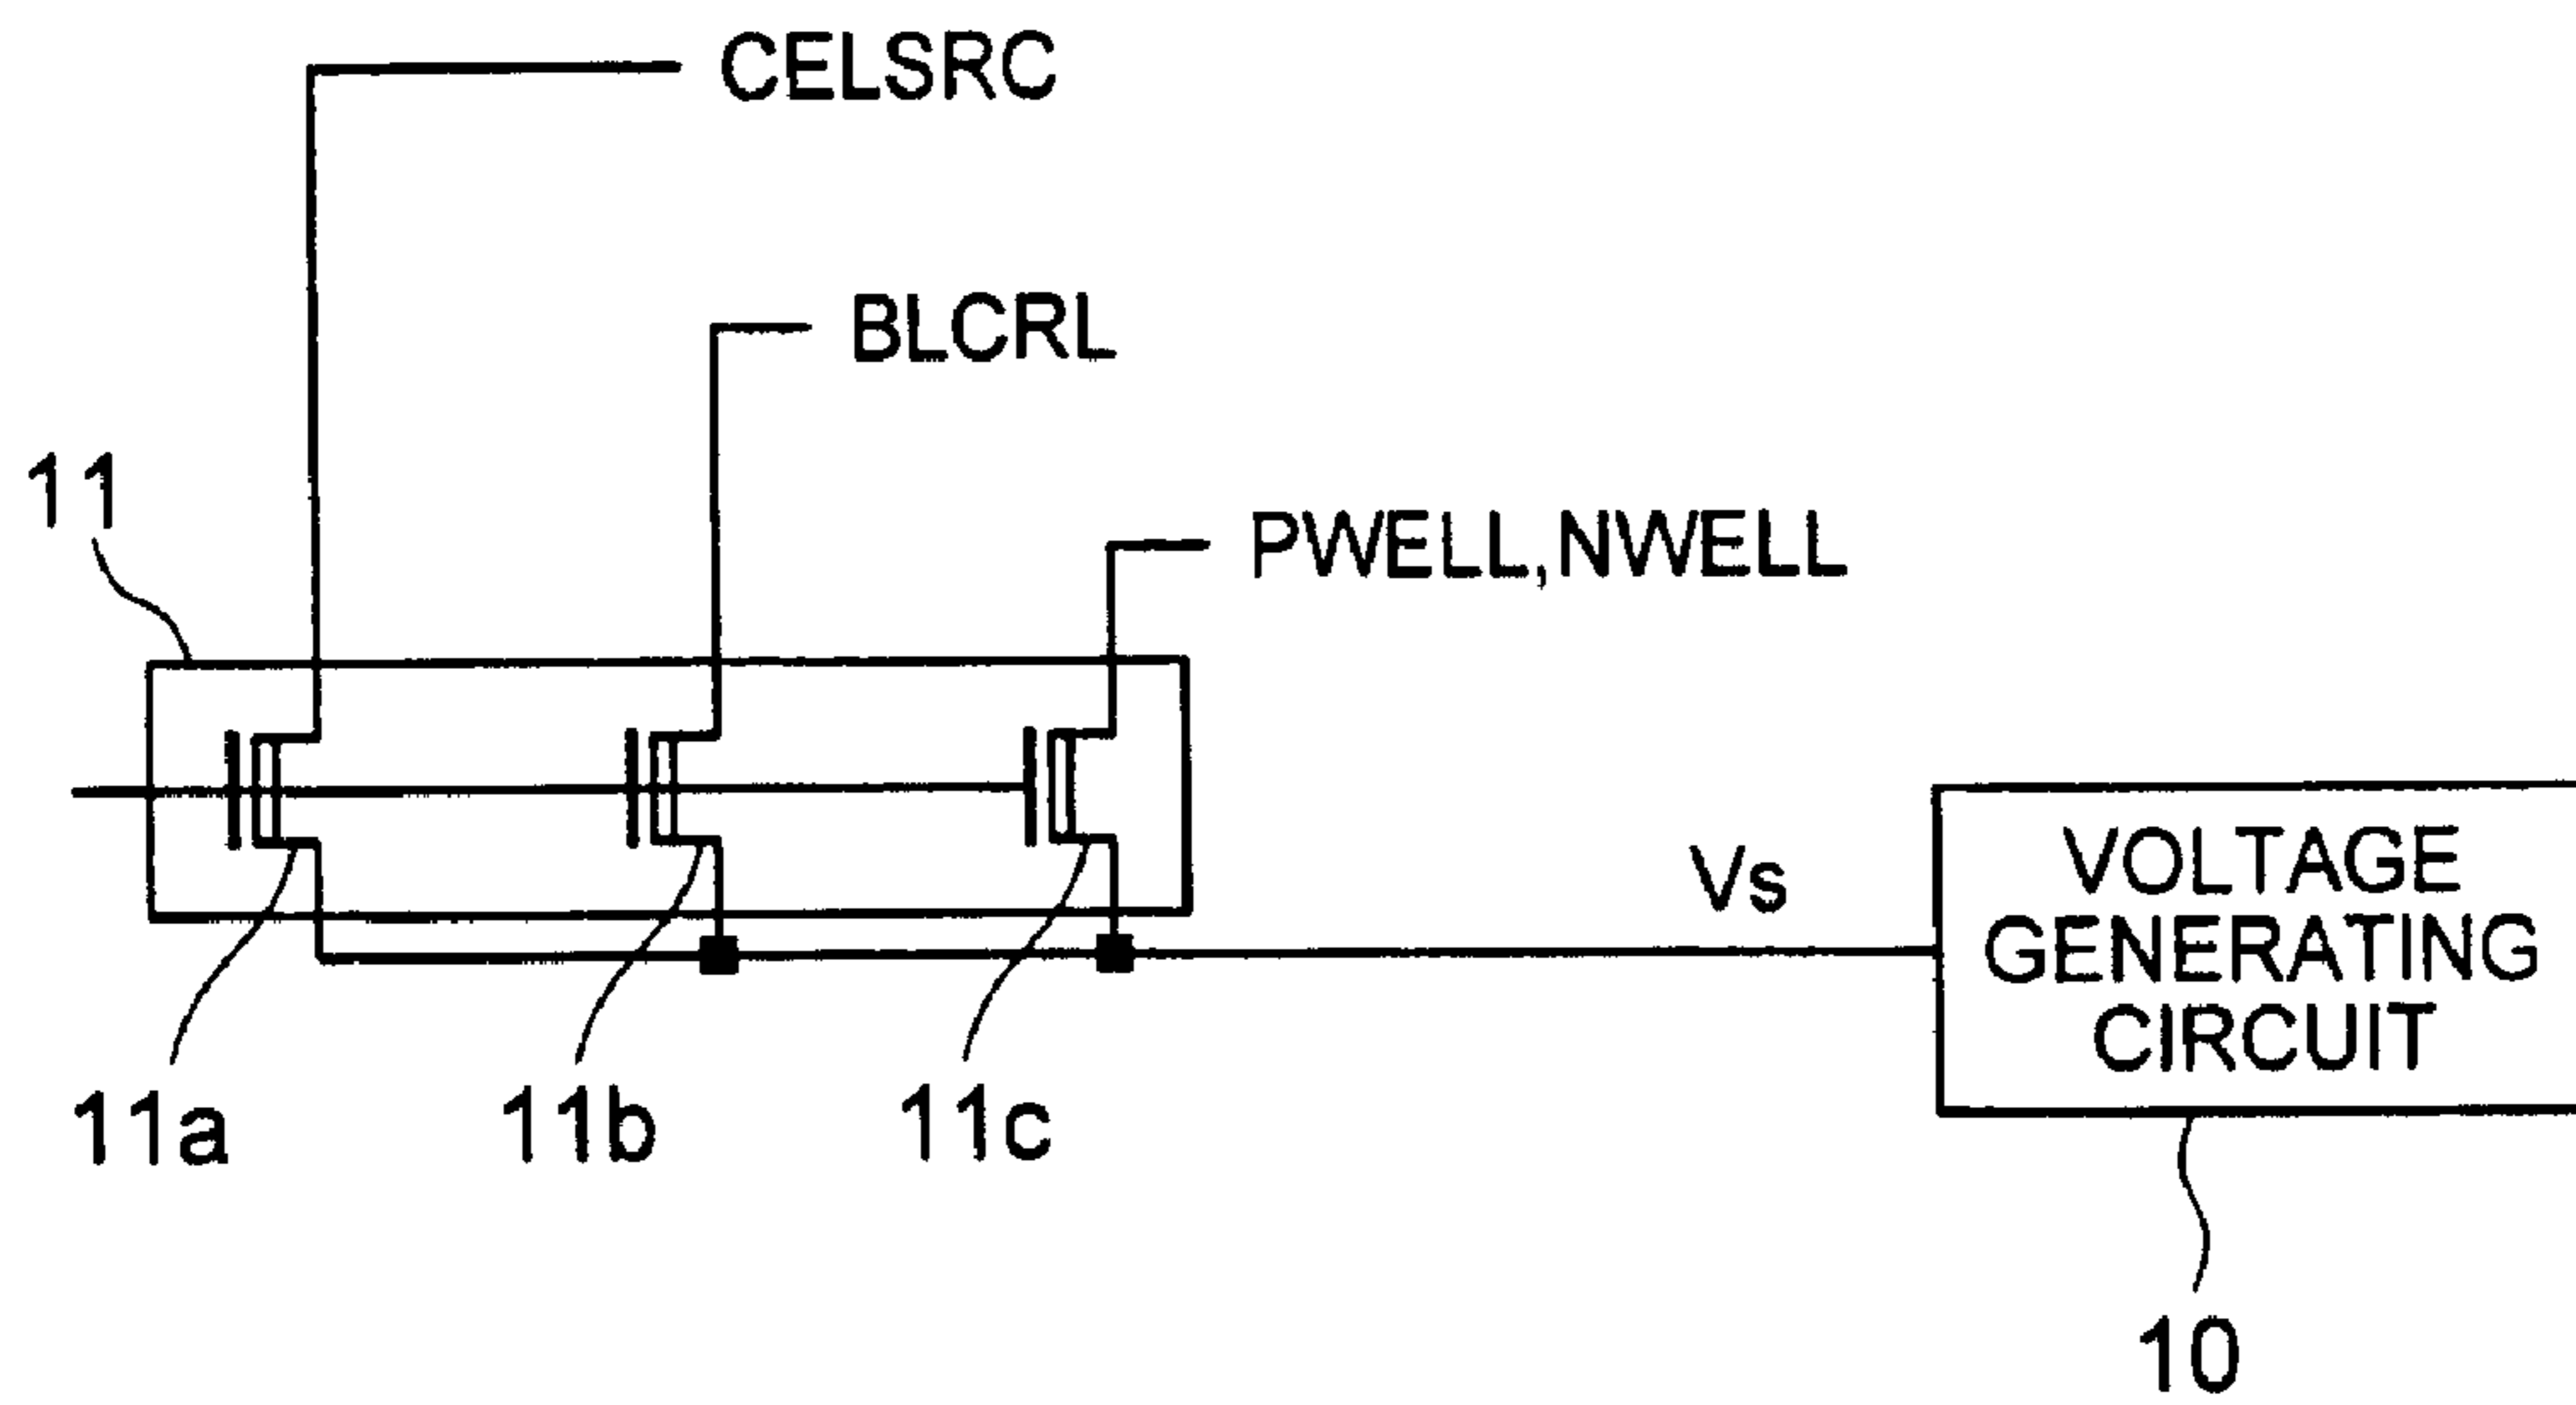 CELSRC
BLCRL
11
PWELL,NWELL
Vs
VOLTAGE
GENERATING
CIRCUIT
11a
11b
11c
10